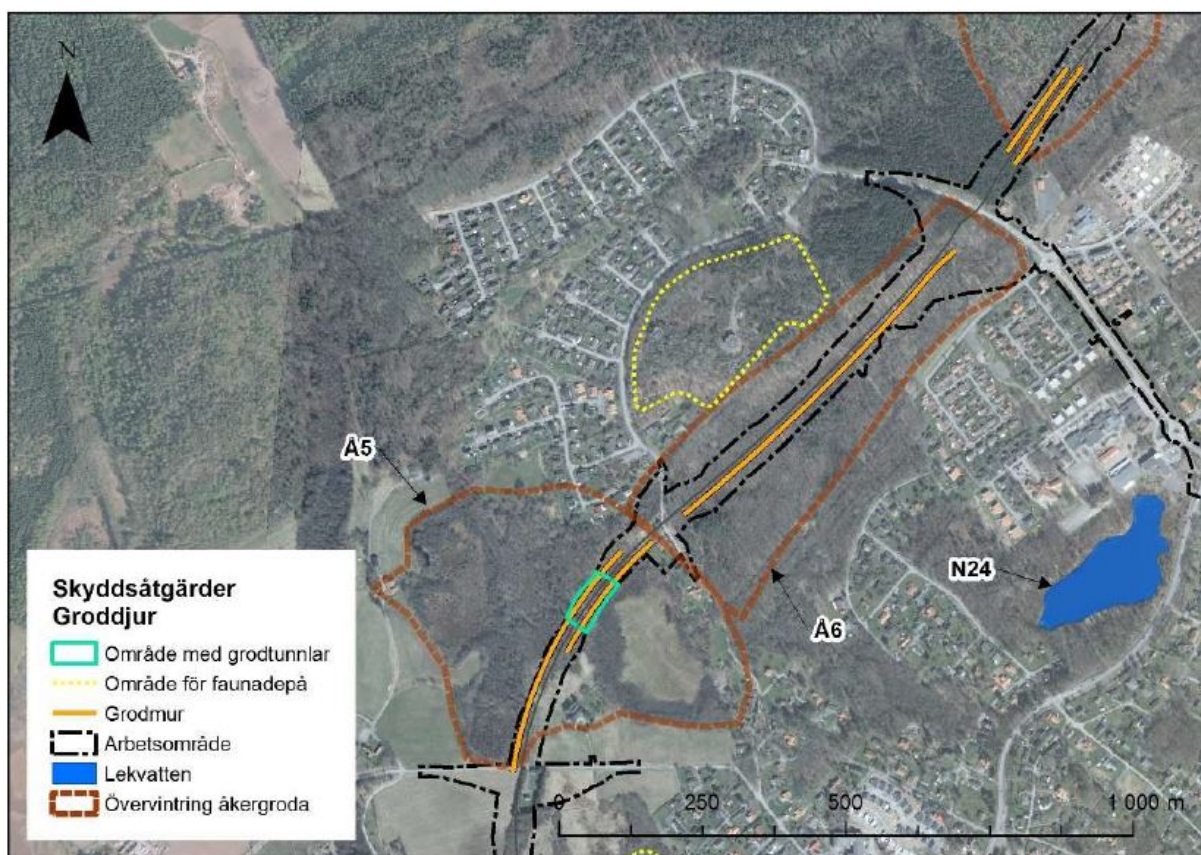 N
Å5
N24
Å6
Skyddsåtgärder
Groddjur
Område med grodtunnlar
Område för faunadepå
Grodmur
Arbetsområde
Lekvatten
Övervintring åkergroda
0 250 500 1 000 m